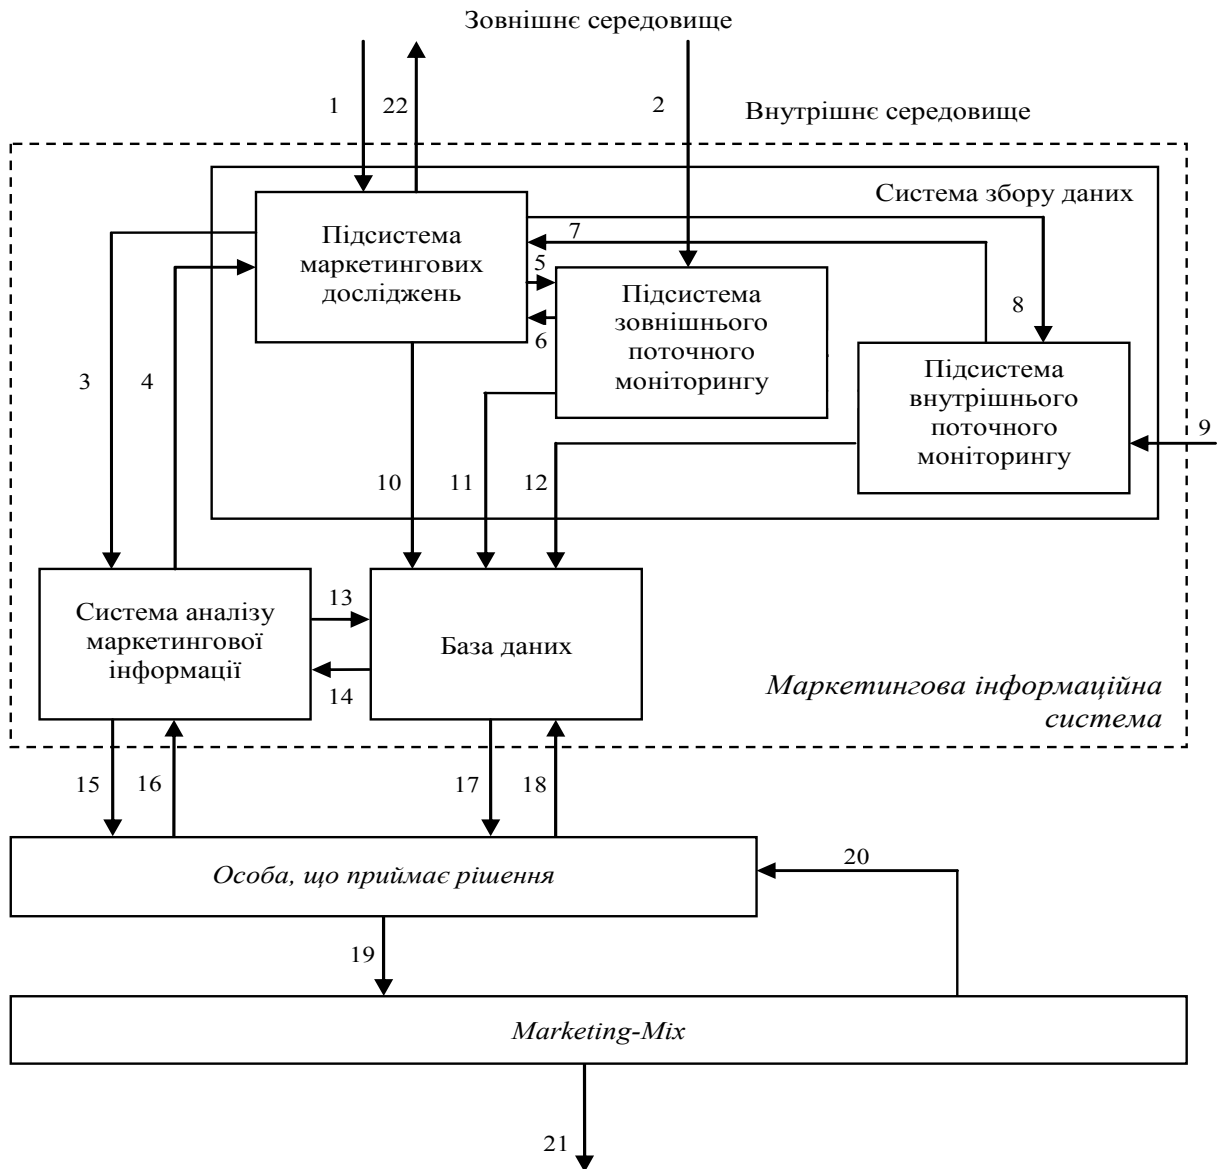 Зовнішнє середовище
1
22
2
Внутрішнє середовище
Система збору даних
Підсистема
маркетингових
досліджень
7
5
6
Підсистема
зовнішнього
поточного
моніторингу
8
Підсистема
внутрішнього
поточного
моніторингу
9
3
4
10
11
12
Система аналізу
маркетингової
інформації
13
14
База даних
Маркетингова інформаційна
система
15
16
17
18
Особа, що приймає рішення
20
19
Marketing-Mix
21